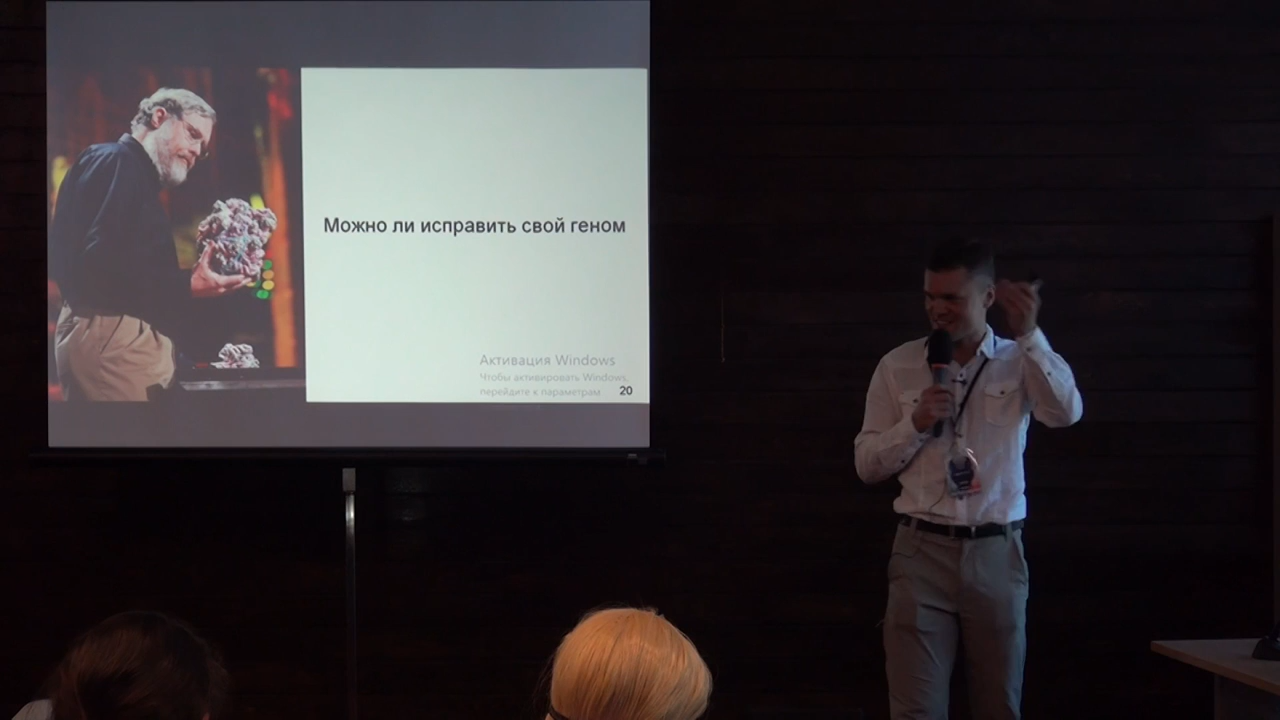 Можно ли исправить свой геном
Активация Windows
Чтобы активировать Windows,
перейдите к параметрам
20